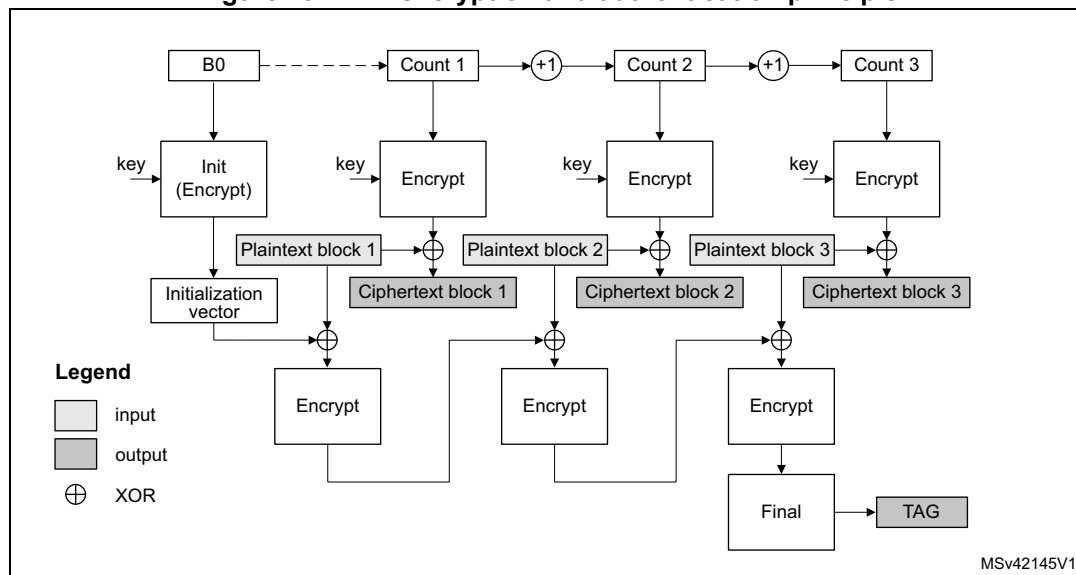 B0
Count 1
+1
Count 2
+1
Count 3
key
Init
(Encrypt)
key
Encrypt
key
Encrypt
key
Encrypt
Plaintext block 1
Plaintext block 2
Plaintext block 3
Ciphertext block 1
Ciphertext block 2
Ciphertext block 3
Initialization
vector
Legend
input
output
XOR
Encrypt
Encrypt
Encrypt
Final
TAG
MSv42145V1